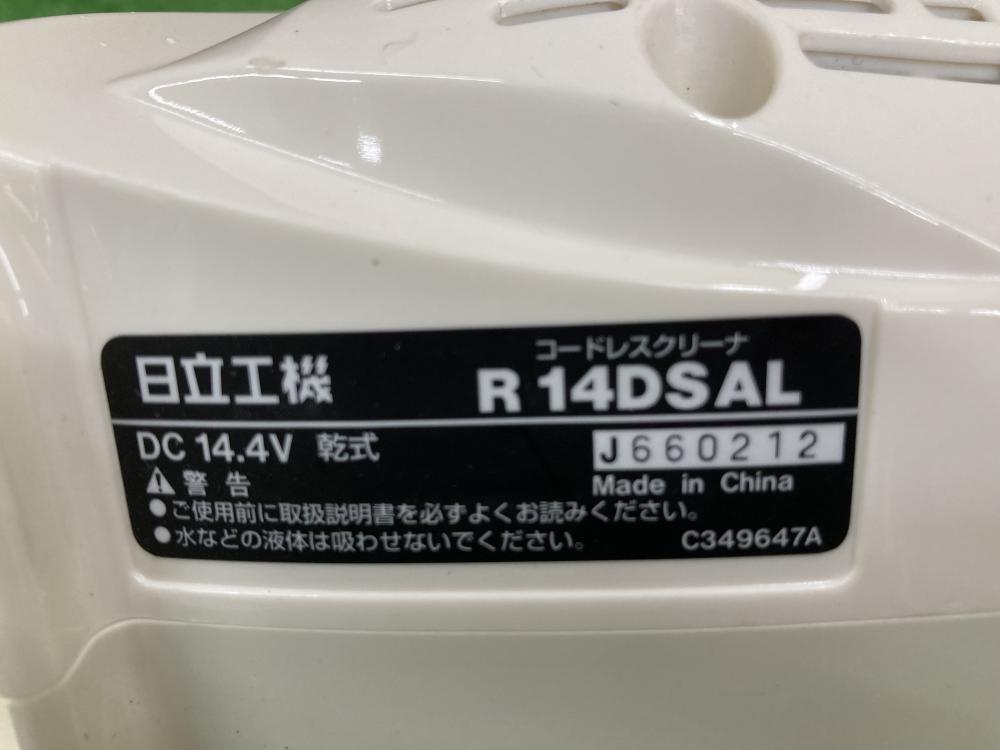 コードレスクリーナ
日立工機 R 14DSAL
DC 14.4V 乾式 J660212
⚠警告 Made in China
●ご使用前に取扱説明書を必ずよくお読みください。
●水などの液体は吸わせないでください。 C349647A